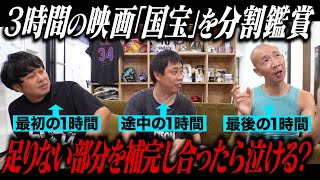 3時間の映画「国宝」を分割鑑賞
最初の1時間
途中の1時間
最後の1時間
足りない部分を補完し合ったら泣ける?